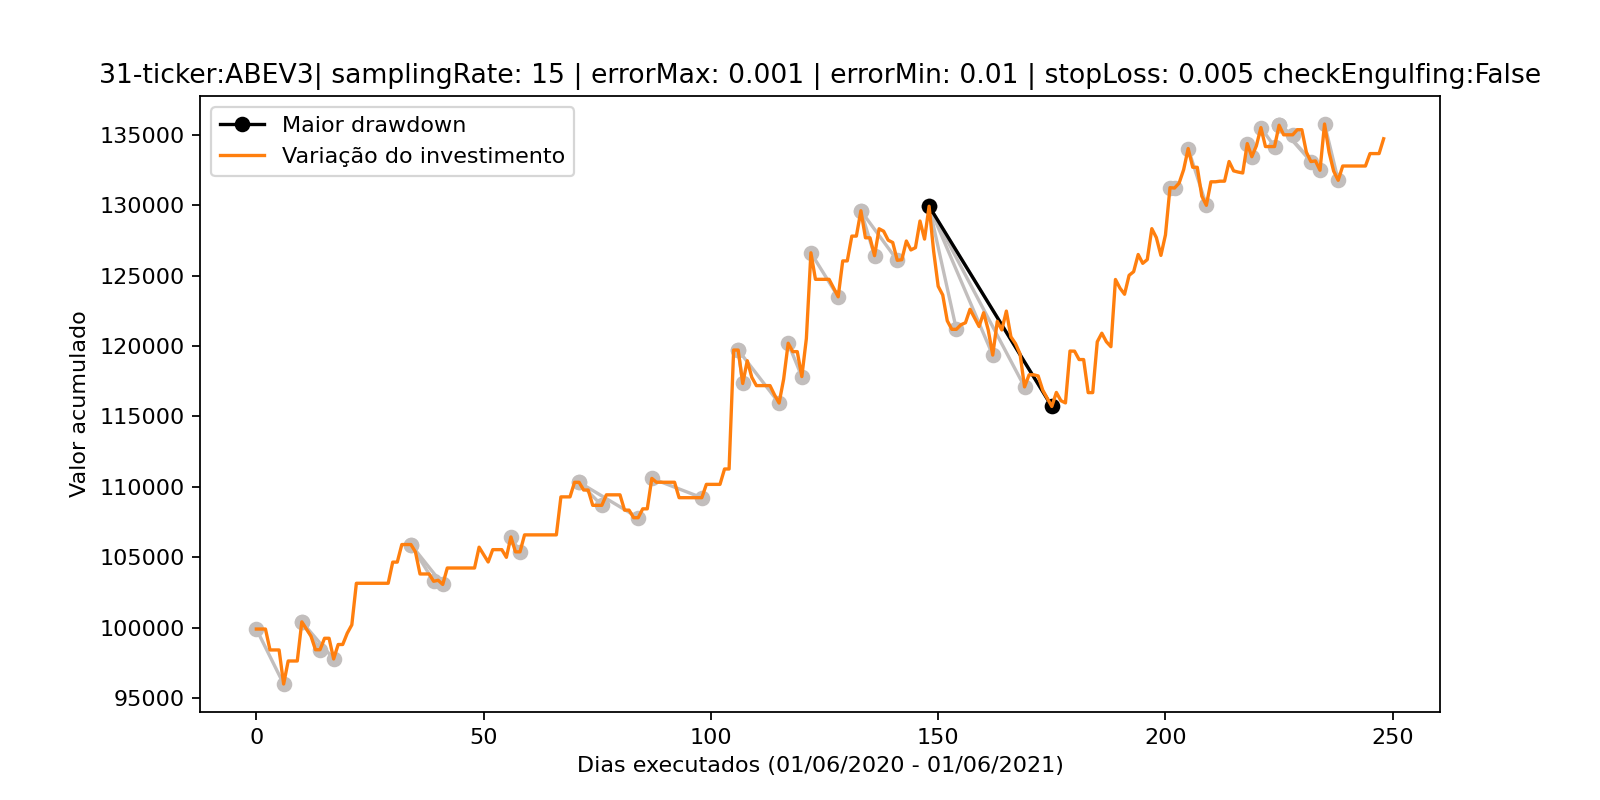 31-ticker:ABEV3| samplingRate: 15 | errorMax: 0.001 | errorMin: 0.01 | stopLoss: 0.005 checkEngulfing:False
Maior drawdown
Variação do investimento
Valor acumulado
135000
130000
125000
120000
115000
110000
105000
100000
95000
0 50 100 150 200 250
Dias executados (01/06/2020 - 01/06/2021)